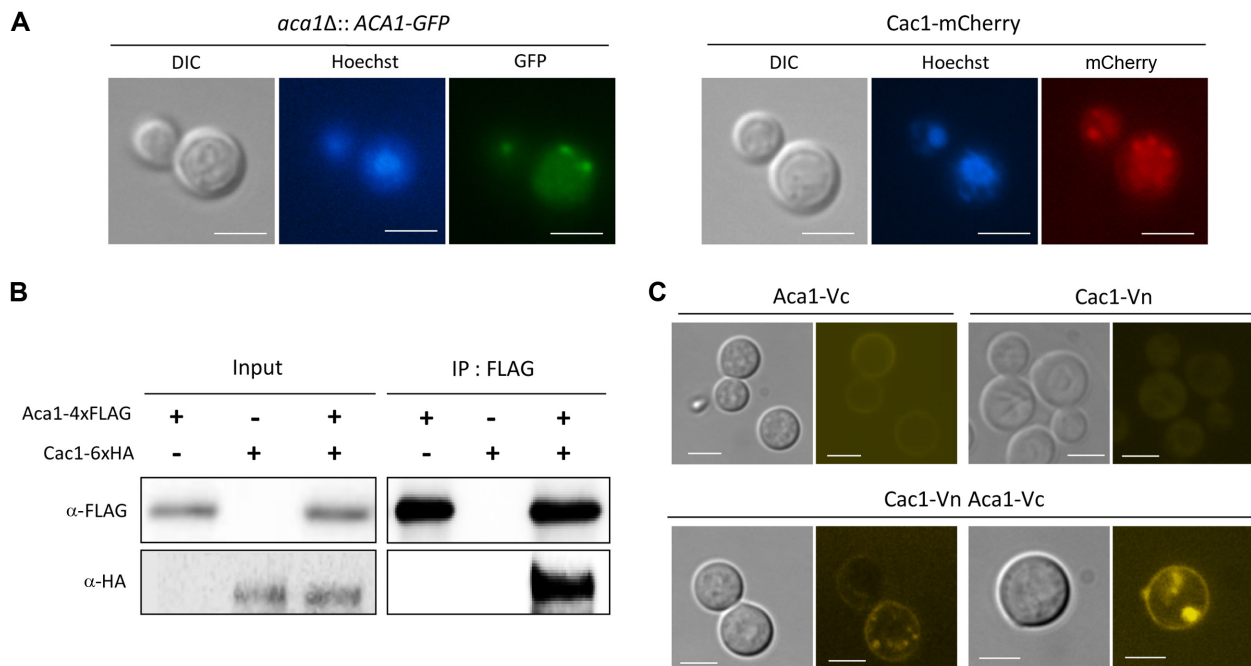 A
aca1Δ:: ACA1-GFP
Cac1-mCherry
DIC
Hoechst
GFP
DIC
Hoechst
mCherry
B
C
Aca1-Vc
Cac1-Vn
Input
IP : FLAG
Aca1-4xFLAG + - + + - +
Cac1-6xHA - + + - + +
α-FLAG
α-HA
Cac1-Vn Aca1-Vc